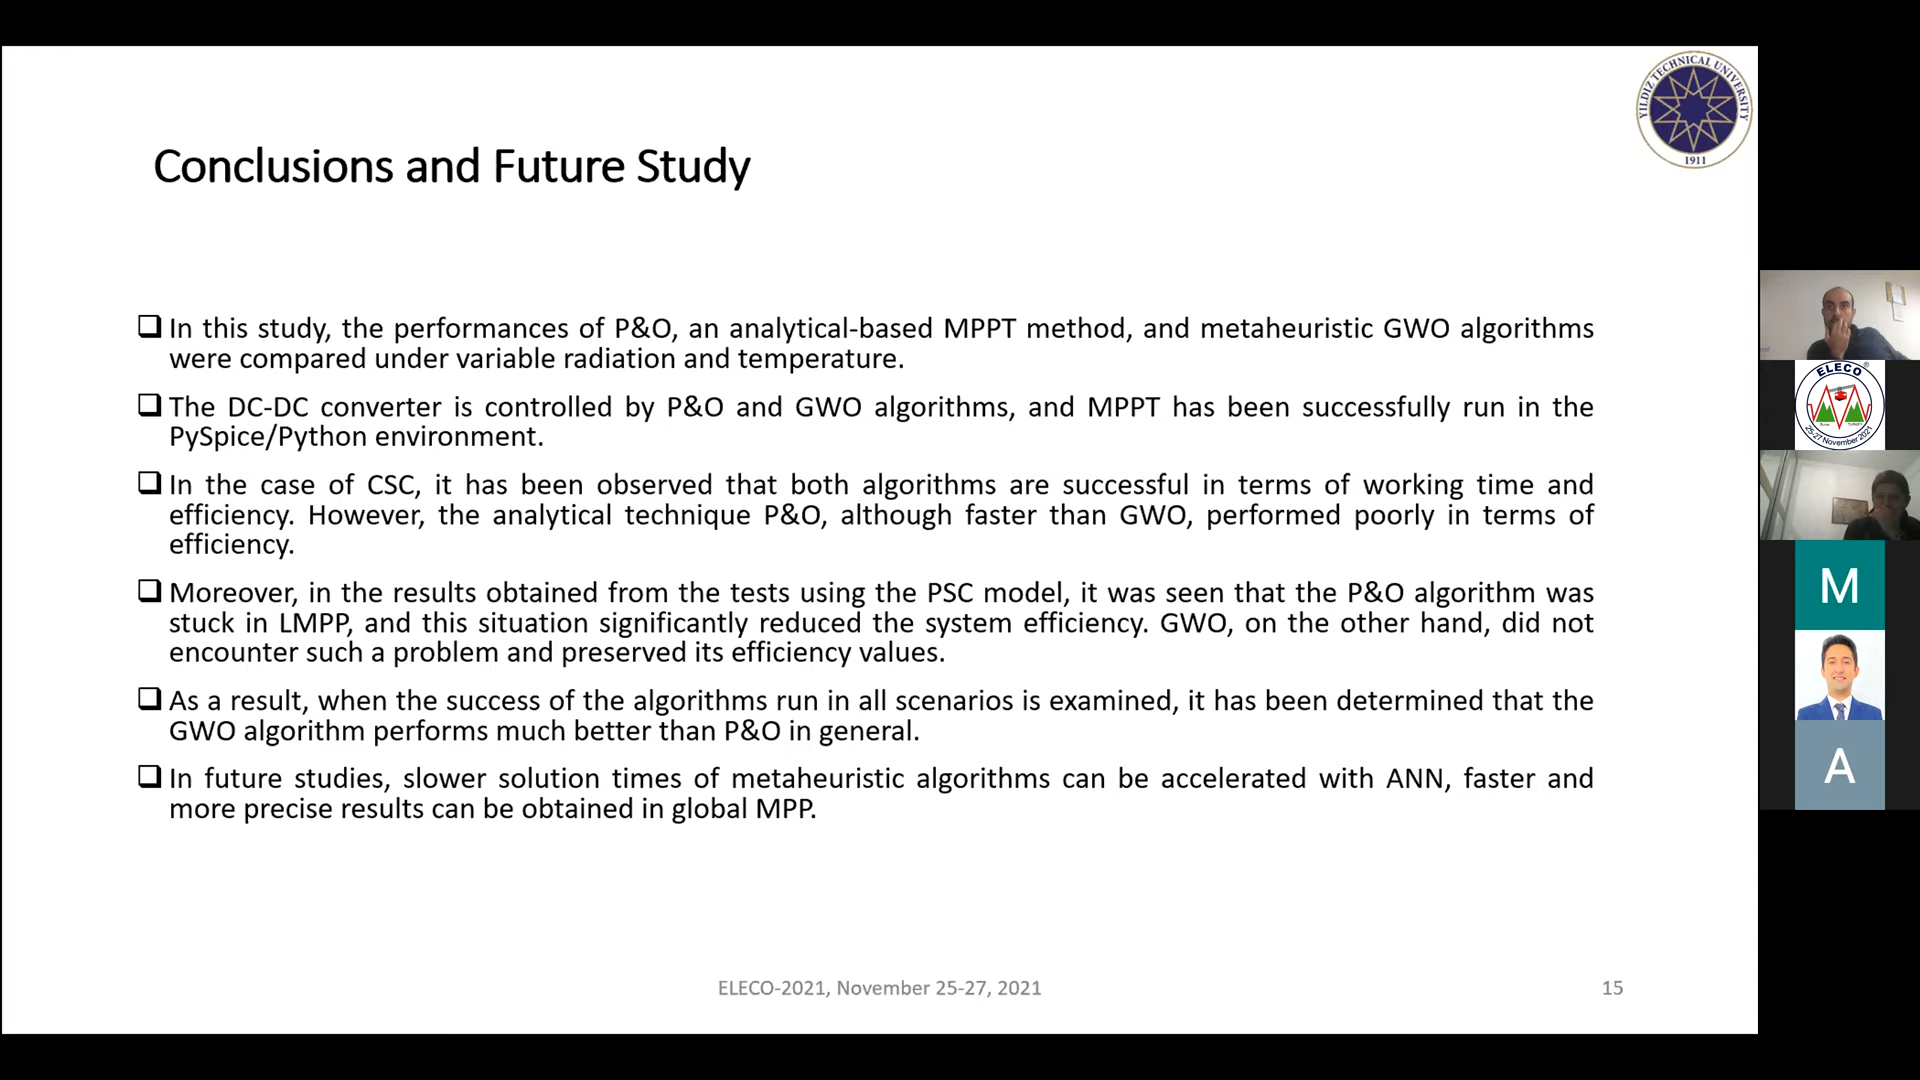 YILDIZ TECHNICAL UNIVERSITY
1911
Conclusions and Future Study
In this study, the performances of P&O, an analytical-based MPPT method, and metaheuristic GWO algorithms
were compared under variable radiation and temperature.
The DC-DC converter is controlled by P&O and GWO algorithms, and MPPT has been successfully run in the
PySpice/Python environment.
In the case of CSC, it has been observed that both algorithms are successful in terms of working time and
efficiency. However, the analytical technique P&O, although faster than GWO, performed poorly in terms of
efficiency.
Moreover, in the results obtained from the tests using the PSC model, it was seen that the P&O algorithm was
stuck in LMPP, and this situation significantly reduced the system efficiency. GWO, on the other hand, did not
encounter such a problem and preserved its efficiency values.
As a result, when the success of the algorithms run in all scenarios is examined, it has been determined that the
GWO algorithm performs much better than P&O in general.
In future studies, slower solution times of metaheuristic algorithms can be accelerated with ANN, faster and
more precise results can be obtained in global MPP.
ELECO-2021, November 25-27, 2021
15
ELECO
25-27 November 2021
M
A